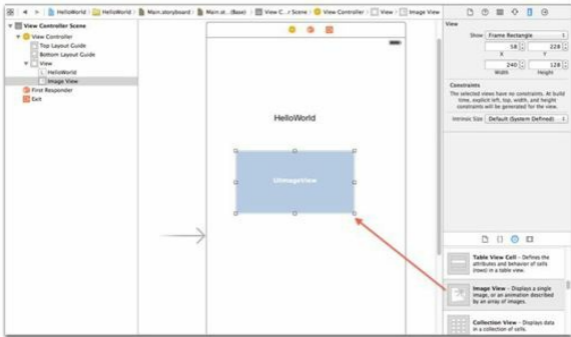 HelloWorld
HelloWorld
Main.storyboard
Main.st...(Base)
View C...r Scene
View Controller
View
Image View
View Controller Scene
View Controller
Top Layout Guide
Bottom Layout Guide
View
HelloWorld
Image View
First Responder
Exit
HelloWorld
UIImageView
View
Show Frame Rectangle
58 228
X Y
240 128
Width Height
Constraints
The selected views have no constraints. At build
time, explicit left, top, width, and height
constraints will be generated for the view.
Intrinsic Size Default (System Defined)
Table View Cell - Defines the
attributes and behavior of cells
(rows) in a table view.
Image View - Displays a single
image, or an animation described
by an array of images.
Collection View - Displays data
in a collection of cells.